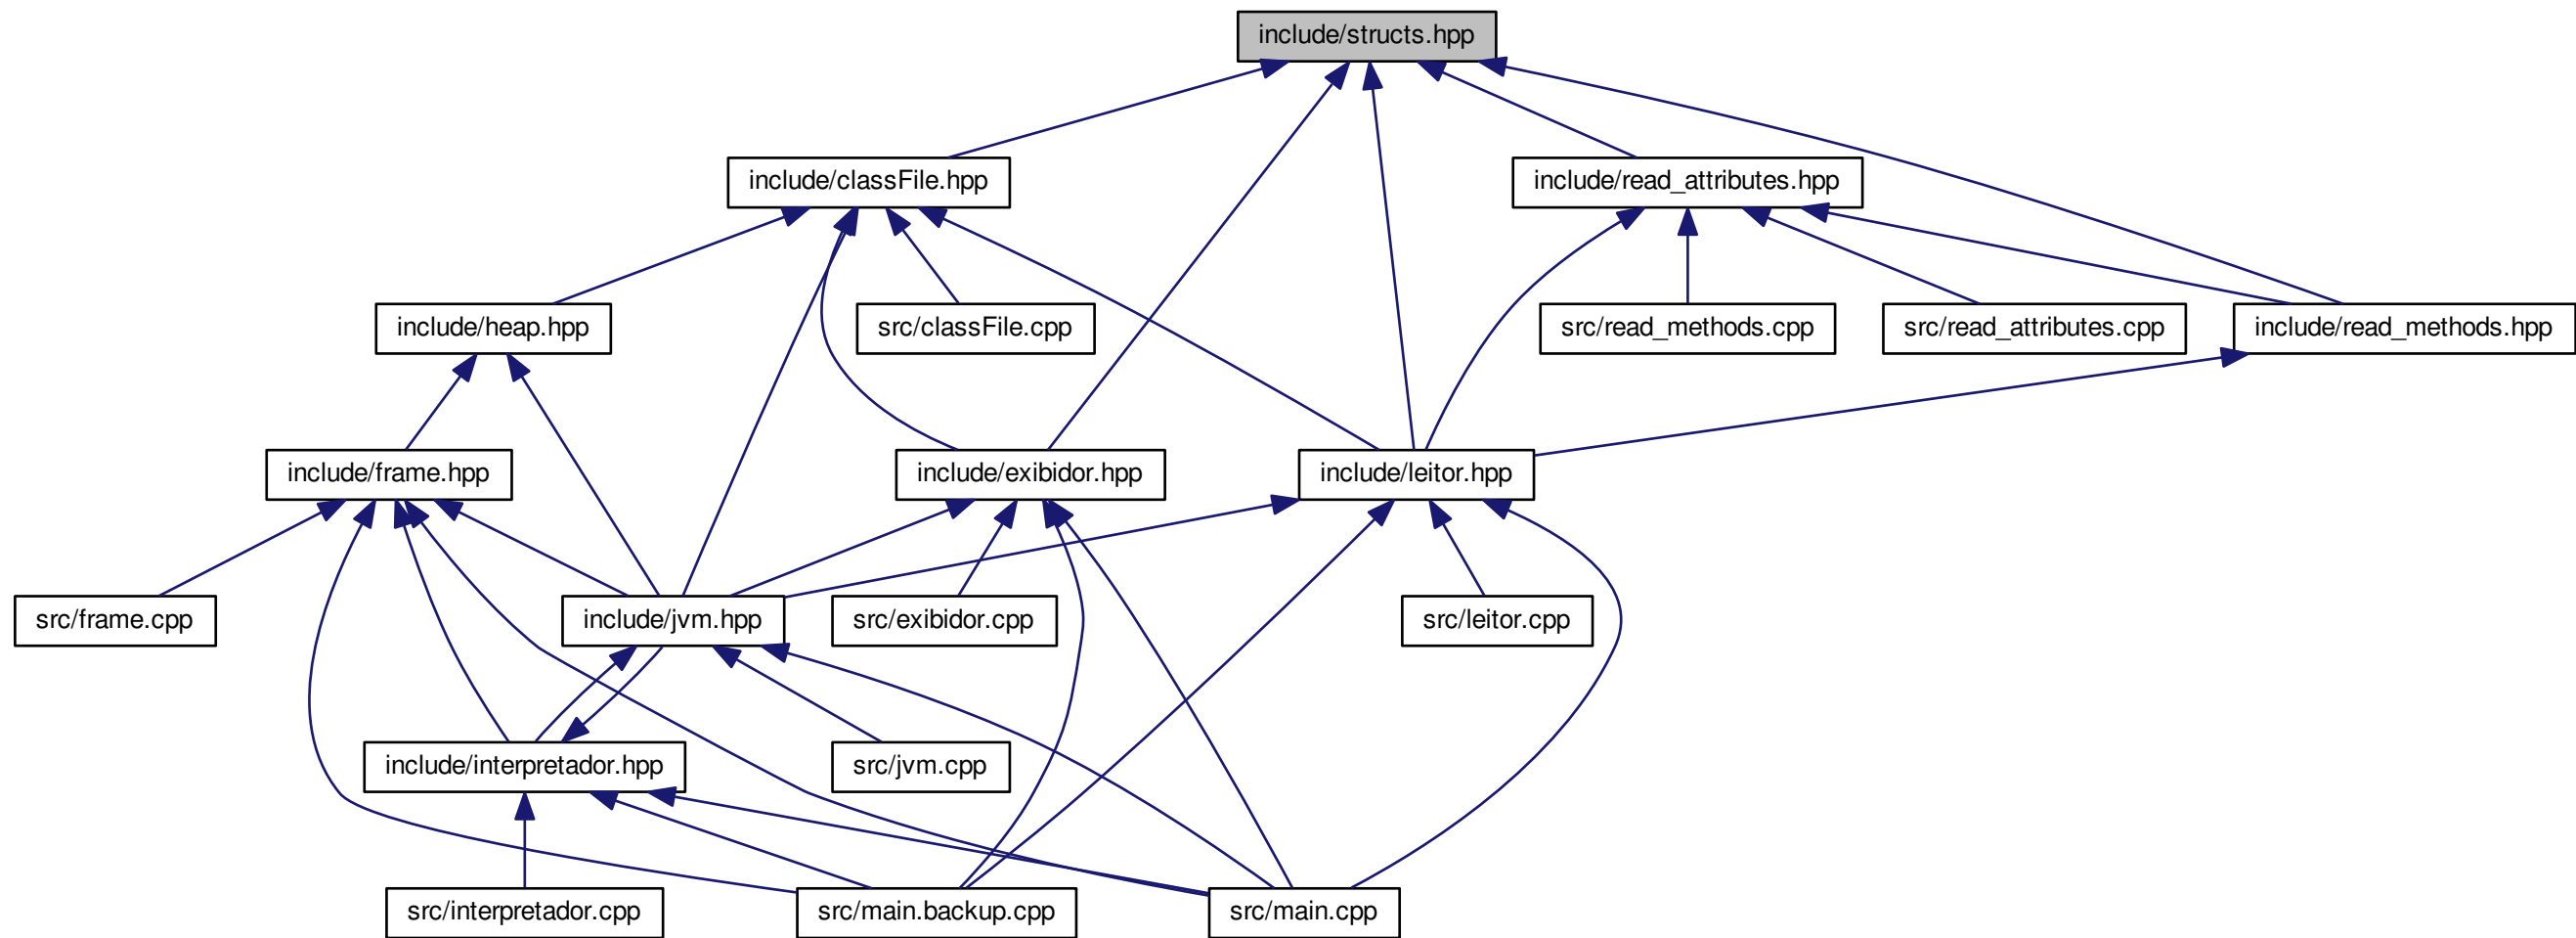 include/structs.hpp
include/classFile.hpp
include/read_attributes.hpp
include/heap.hpp
src/classFile.cpp
src/read_methods.cpp
src/read_attributes.cpp
include/read_methods.hpp
include/frame.hpp
include/exibidor.hpp
include/leitor.hpp
src/frame.cpp
include/jvm.hpp
src/exibidor.cpp
src/leitor.cpp
include/interpretador.hpp
src/jvm.cpp
src/interpretador.cpp
src/main.backup.cpp
src/main.cpp